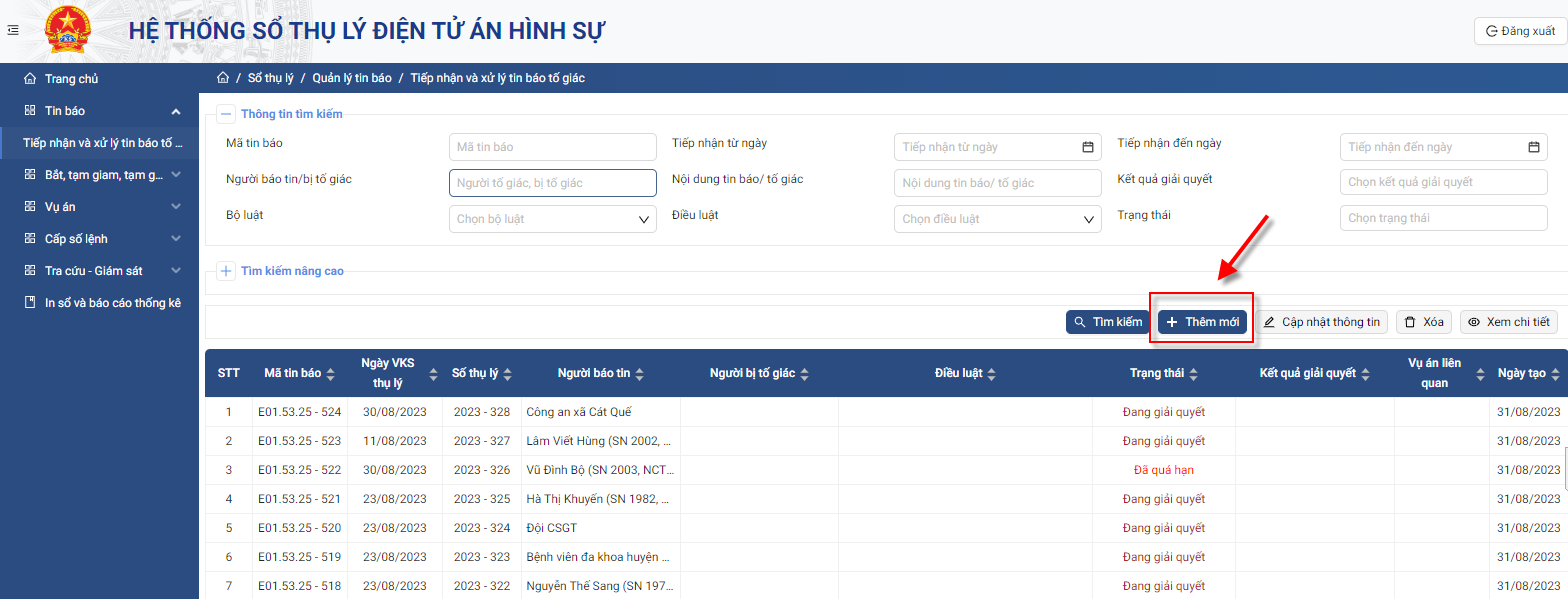 HỆ THỐNG SỔ THỤ LÝ ĐIỆN TỬ ÁN HÌNH SỰ
Đăng xuất
Trang chủ
Tin báo
Tiếp nhận và xử lý tin báo tố ...
Bắt, tạm giam, tạm g...
Vụ án
Cấp số lệnh
Tra cứu - Giám sát
In sổ và báo cáo thống kê
/ Sổ thụ lý / Quản lý tin báo / Tiếp nhận và xử lý tin báo tố giác
Thông tin tìm kiếm
Mã tin báo Mã tin báo Tiếp nhận từ ngày Tiếp nhận từ ngày Tiếp nhận đến ngày Tiếp nhận đến ngày
Người báo tin/bị tố giác Người tố giác, bị tố giác Nội dung tin báo/ tố giác Nội dung tin báo/ tố giác Kết quả giải quyết Chọn kết quả giải quyết
Bộ luật Chọn bộ luật Điều luật Chọn điều luật Trạng thái Chọn trạng thái
Tìm kiếm nâng cao
Tìm kiếm Thêm mới Cập nhật thông tin Xóa Xem chi tiết
STT Mã tin báo Ngày VKS thụ lý Số thụ lý Người báo tin Người bị tố giác Điều luật Trạng thái Kết quả giải quyết Vụ án liên quan Ngày tạo
1 E01.53.25 - 524 30/08/2023 2023 - 328 Công an xã Cát Quế Đang giải quyết 31/08/2023
2 E01.53.25 - 523 11/08/2023 2023 - 327 Lâm Viết Hùng (SN 2002, ... Đang giải quyết 31/08/2023
3 E01.53.25 - 522 30/08/2023 2023 - 326 Vũ Đình Bộ (SN 2003, NCT... Đã quá hạn 31/08/2023
4 E01.53.25 - 521 23/08/2023 2023 - 325 Hà Thị Khuyến (SN 1982, ... Đang giải quyết 31/08/2023
5 E01.53.25 - 520 23/08/2023 2023 - 324 Đội CSGT Đang giải quyết 31/08/2023
6 E01.53.25 - 519 23/08/2023 2023 - 323 Bệnh viên đa khoa huyện ... Đang giải quyết 31/08/2023
7 E01.53.25 - 518 23/08/2023 2023 - 322 Nguyễn Thế Sang (SN 197... Đang giải quyết 31/08/2023